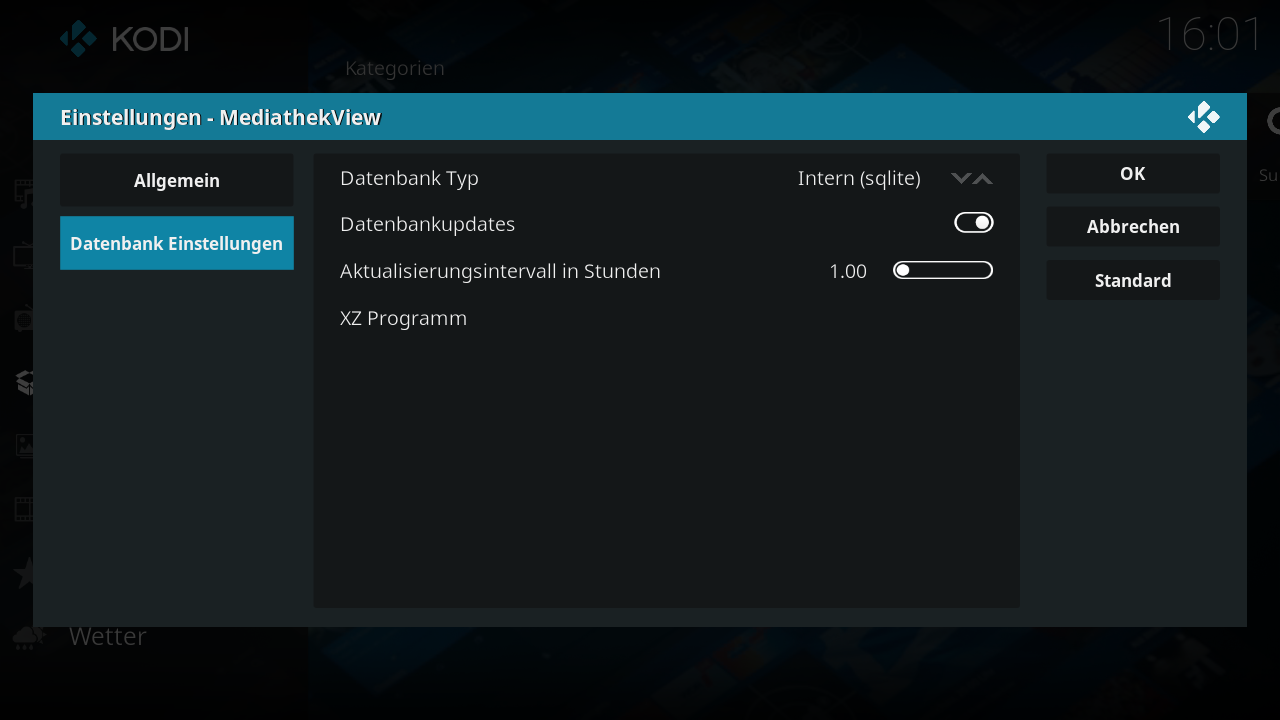 KODI
16:01
Kategorien
Einstellungen - MediathekView
Allgemein
Datenbank Einstellungen
Datenbank Typ
Intern (sqlite)
Datenbankupdates
Aktualisierungsintervall in Stunden
1.00
XZ Programm
OK
Abbrechen
Standard
Su
Wetter